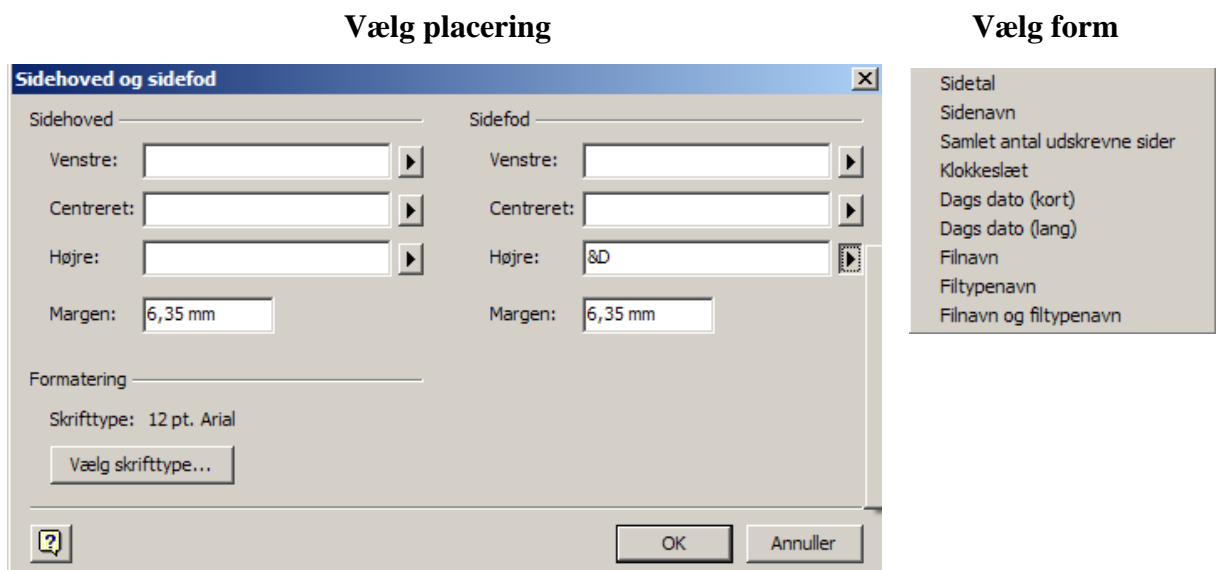 Vælg placering
Vælg form
Sidehoved og sidefod
Sidehoved
Sidefod
Venstre:
Venstre:
Centreret:
Centreret:
Højre:
Højre: &D
Margen: 6,35 mm
Margen: 6,35 mm
Formatering
Skrifttype: 12 pt. Arial
Vælg skrifttype...
OK
Annuller
Sidetal
Sidenavn
Samlet antal udskrevne sider
Klokkeslæt
Dags dato (kort)
Dags dato (lang)
Filnavn
Filtypenavn
Filnavn og filtypenavn